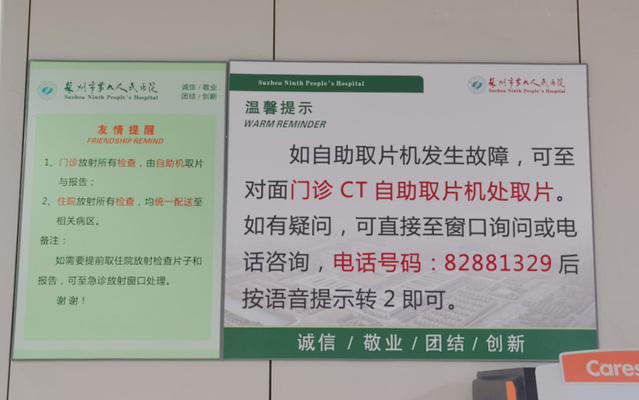 苏州市第九人民医院
Suzhou Ninth People's Hospital
诚信 / 敬业
团结 / 创新
友情提醒
FRIENDSHIP REMIND
1、门诊放射所有检查，由自助机取片
与报告；
2、住院放射所有检查，均统一配送至
相关病区。
备注：
如需要提前取住院放射检查片子和
报告，可至急诊放射窗口处理。
谢谢！
Suzhou Ninth People's Hospital
苏州市第九人民医院
Suzhou Ninth People's Hospital
温馨提示
WARM REMINDER
如自助取片机发生故障，可至
对面门诊 CT 自助取片机处取片。
如有疑问，可直接至窗口询问或电
话咨询，电话号码：82881329 后
按语音提示转 2 即可。
诚信 / 敬业 / 团结 / 创新
Cares